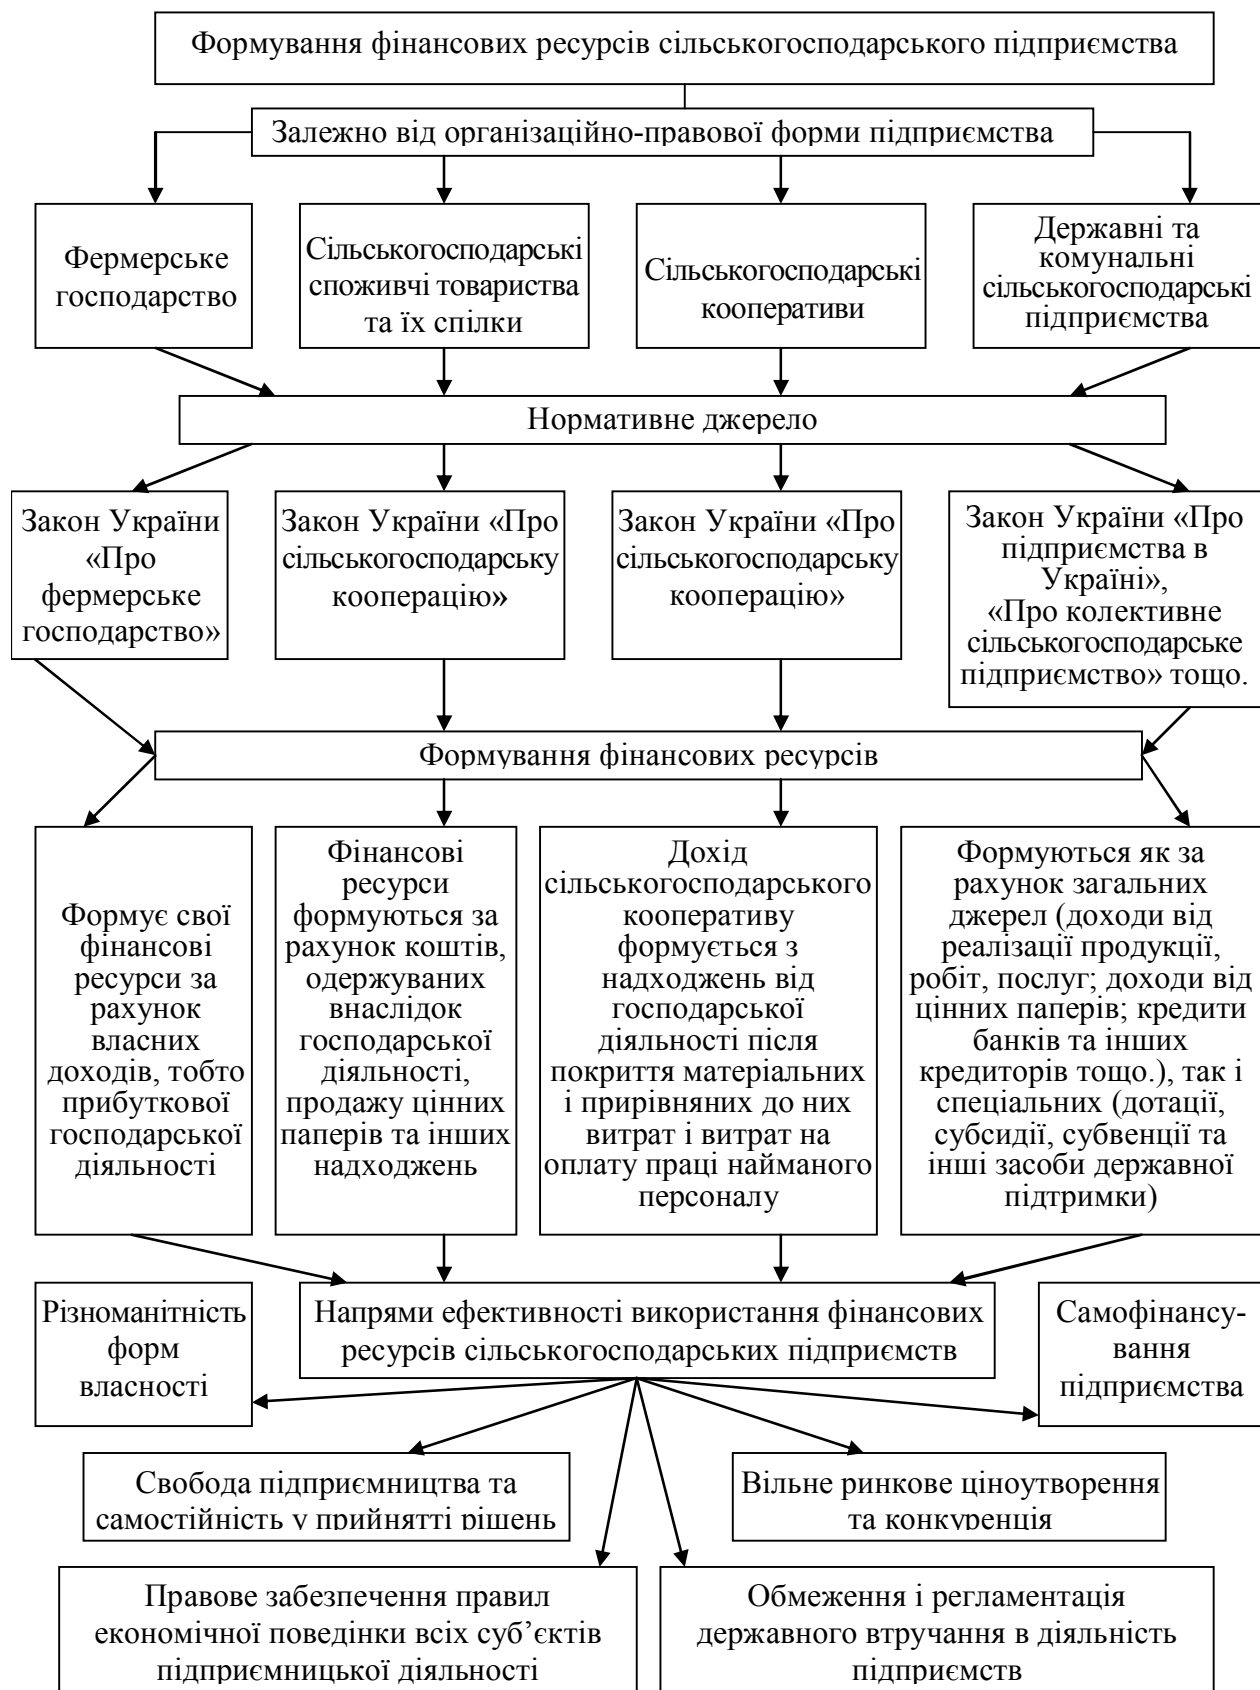 Формування фінансових ресурсів сільськогосподарського підприємства
Залежно від організаційно-правової форми підприємства
Фермерське
господарство
Сільськогосподарські
споживчі товариства
та їх спілки
Сільськогосподарські
кооперативи
Державні та
комунальні
сільськогосподарські
підприємства
Нормативне джерело
Закон України
«Про
фермерське
господарство»
Закон України «Про
сільськогосподарську
кооперацію»
Закон України «Про
сільськогосподарську
кооперацію»
Закон України «Про
підприємства в
Україні»,
«Про колективне
сільськогосподарське
підприємство» тощо.
Формування фінансових ресурсів
Формує свої
фінансові
ресурси за
рахунок
власних
доходів, тобто
прибуткової
господарської
діяльності
Фінансові
ресурси
формуються за
рахунок коштів,
одержуваних
внаслідок
господарської
діяльності,
продажу цінних
паперів та інших
надходжень
Дохід
сільськогосподарського
кооперативу
формується з
надходжень від
господарської
діяльності після
покриття матеріальних
і прирівняних до них
витрат і витрат на
оплату праці найманого
персоналу
Формуються як за
рахунок загальних
джерел (доходи від
реалізації продукції,
робіт, послуг; доходи від
цінних паперів; кредити
банків та інших
кредиторів тощо.), так і
спеціальних (дотації,
субсидії, субвенції та
інші засоби державної
підтримки)
Різноманітність
форм
власності
Напрями ефективності використання фінансових
ресурсів сільськогосподарських підприємств
Самофінансу-
вання
підприємства
Свобода підприємництва та
самостійність у прийнятті рішень
Вільне ринкове ціноутворення
та конкуренція
Правове забезпечення правил
економічної поведінки всіх суб’єктів
підприємницької діяльності
Обмеження і регламентація
державного втручання в діяльність
підприємств